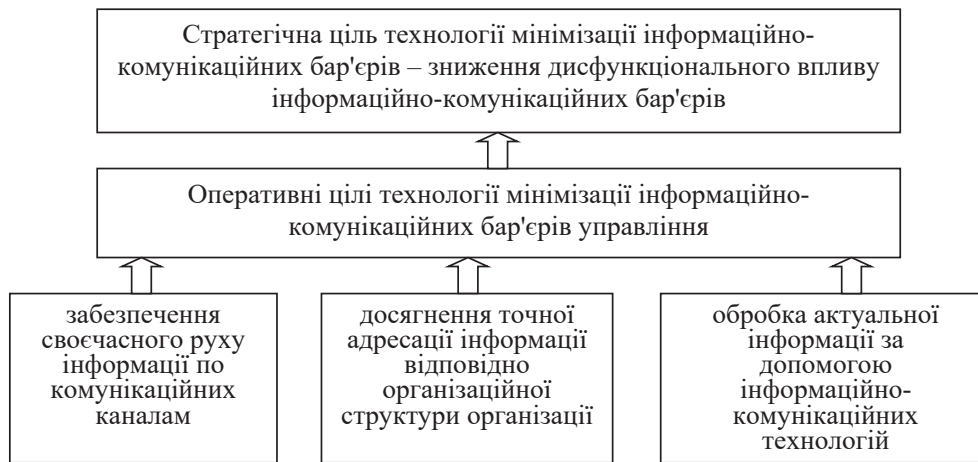 Стратегічна ціль технології мінімізації інформаційно-
комунікаційних бар'єрів – зниження дисфункціонального впливу
інформаційно-комунікаційних бар'єрів
Оперативні цілі технології мінімізації інформаційно-
комунікаційних бар'єрів управління
забезпечення
своєчасного руху
інформації по
комунікаційних
каналам
досягнення точної
адресації інформації
відповідно
організаційної
структури організації
обробка актуальної
інформації за
допомогою
інформаційно-
комунікаційних
технологій